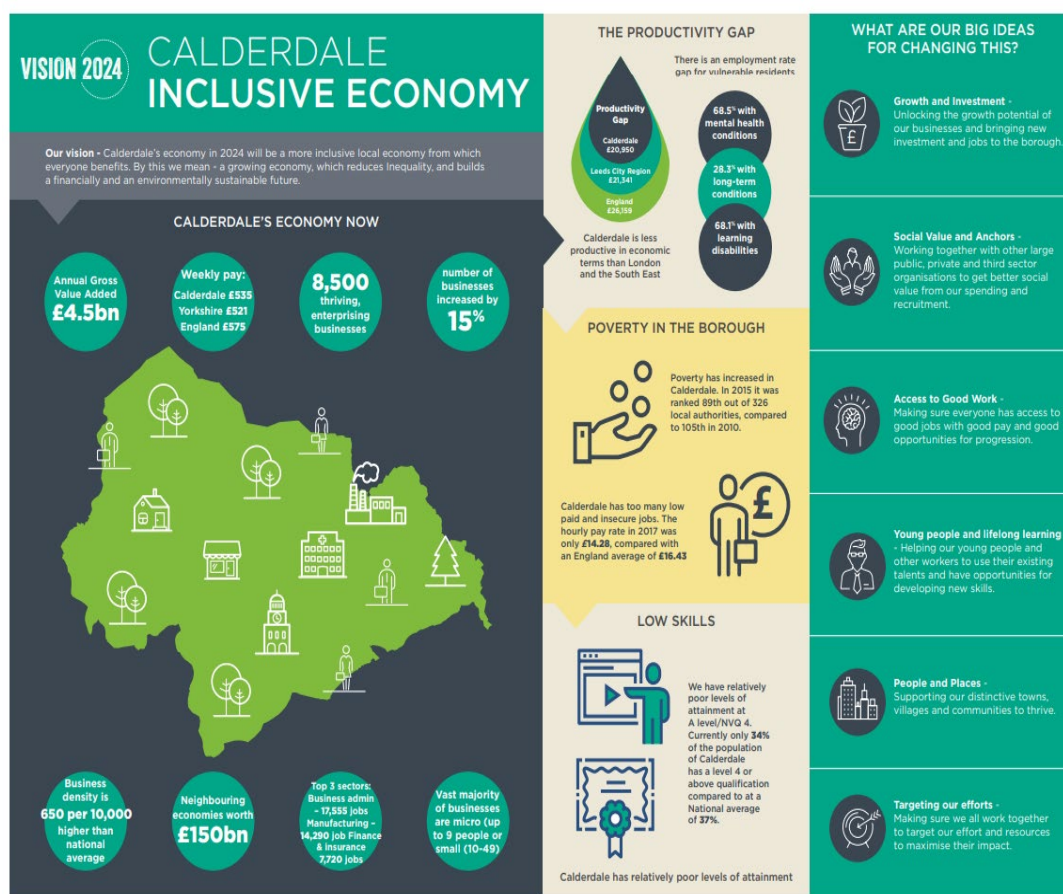 VISION 2024
CALDERDALE
INCLUSIVE ECONOMY
Our vision - Calderdale's economy in 2024 will be a more inclusive local economy from which
everyone benefits. By this we mean - a growing economy, which reduces Inequality, and builds
a financially and an environmentally sustainable future.
CALDERDALE'S ECONOMY NOW
Annual Gross
Value Added
£4.5bn
Weekly pay:
Calderdale £535
Yorkshire £521
England £575
8,500
thriving,
enterprising
businesses
number of
businesses
increased by
15%
Business
density is
650 per 10,000
higher than
national
average
Neighbouring
economies worth
£150bn
Top 3 sectors:
Business admin
- 17,555 jobs
Manufacturing –
14,290 job Finance
& insurance
7,720 jobs
Vast majority
of businesses
are micro (up
to 9 people or
small (10-49)
THE PRODUCTIVITY GAP
There is an employment rate
gap for vulnerable residents
Productivity
Gap
Calderdale
£20,950
Leeds City Region
£21,341
England
£26,159
68.5% with
mental health
conditions
28.3% with
long-term
conditions
68.1% with
learning
disabilities
Calderdale is less
productive in economic
terms than London
and the South East
POVERTY IN THE BOROUGH
Poverty has increased in
Calderdale. In 2015 it was
ranked 89th out of 326
local authorities, compared
to 105th in 2010.
Calderdale has too many low
paid and insecure jobs. The
hourly pay rate in 2017 was
only £14.28, compared with
an England average of £16.43
£
LOW SKILLS
We have relatively
poor levels of
attainment at
A level/NVQ 4.
Currently only 34%
of the population
of Calderdale
has a level 4 or
above qualification
compared to at a
National average
of 37%.
Calderdale has relatively poor levels of attainment
WHAT ARE OUR BIG IDEAS
FOR CHANGING THIS?
£
Growth and Investment -
Unlocking the growth potential of
our businesses and bringing new
investment and jobs to the borough.
Social Value and Anchors -
Working together with other large
public, private and third sector
organisations to get better social
value from our spending and
recruitment.
Access to Good Work -
Making sure everyone has access to
good jobs with good pay and good
opportunities for progression.
Young people and lifelong learning
- Helping our young people and
other workers to use their existing
talents and have opportunities for
developing new skills.
People and Places -
Supporting our distinctive towns,
villages and communities to thrive.
Targeting our efforts -
Making sure we all work together
to target our effort and resources
to maximise their impact.